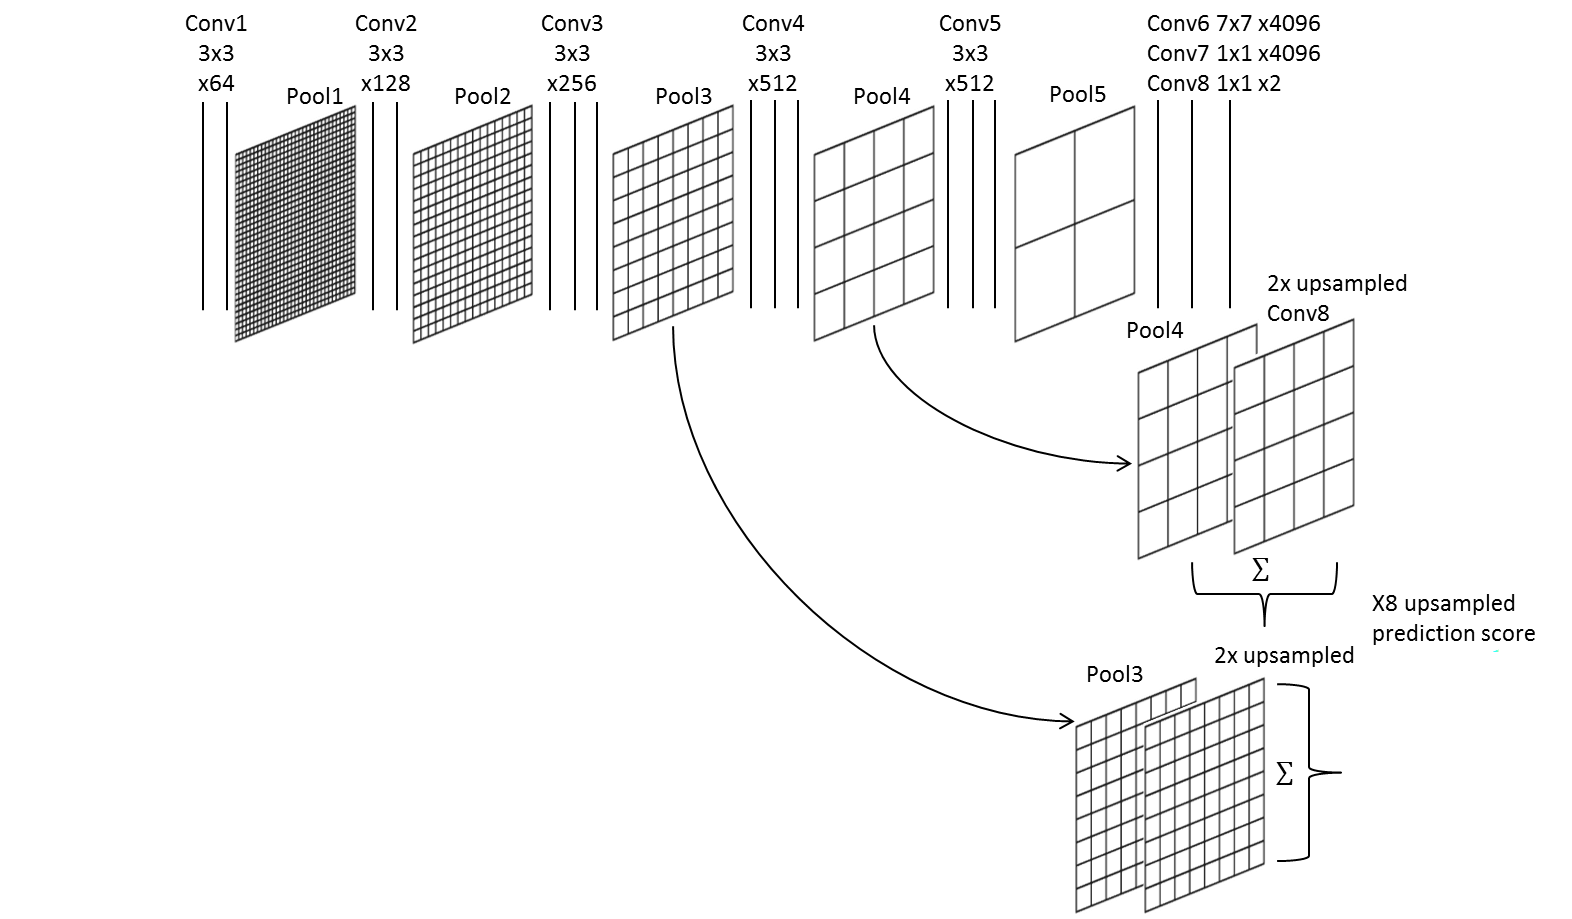 Conv1
3x3
x64
Pool1
Conv2
3x3
x128
Pool2
Conv3
3x3
x256
Pool3
Conv4
3x3
x512
Pool4
Conv5
3x3
x512
Pool5
Conv6 7x7 x4096
Conv7 1x1 x4096
Conv8 1x1 x2
2x upsampled
Conv8
Pool4
Σ
X8 upsampled
prediction score
2x upsampled
Pool3
Σ